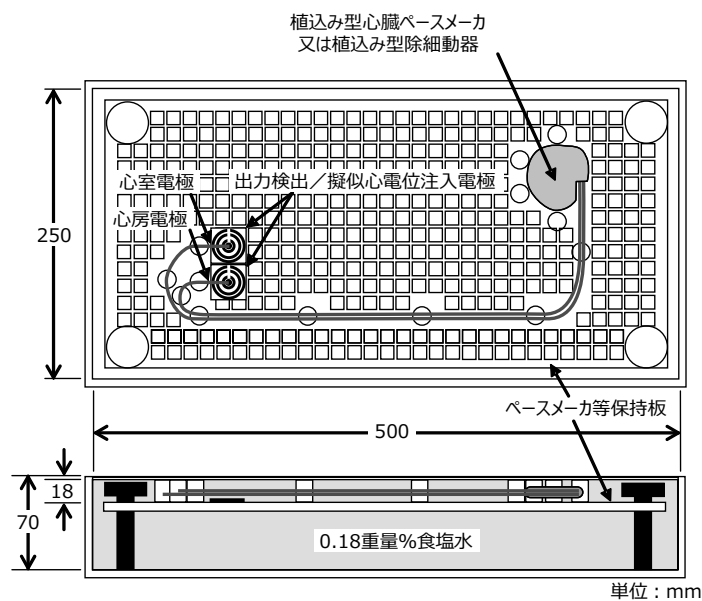 植込み型心臓ペースメーカ
又は植込み型除細動器
心室電極
出力検出／擬似心電位注入電極
心房電極
250
ペースメーカ等保持板
500
18
70
0.18重量%食塩水
単位：mm